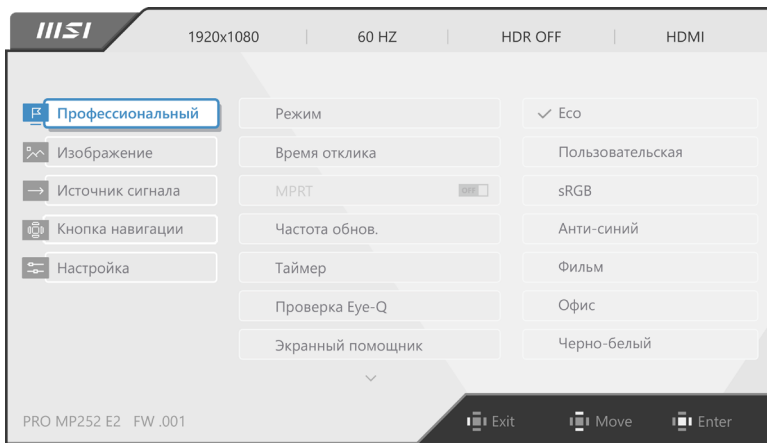 msi 1920x1080 60 HZ HDR OFF HDMI
Профессиональный Режим Eco
Изображение Время отклика Пользовательская
Источник сигнала MPRT OFF sRGB
Кнопка навигации Частота обнов. Анти-синий
Настройка Таймер Фильм
Проверка Eye-Q Офис
Экранный помощник Черно-белый
PRO MP252 E2 FW .001 Exit Move Enter